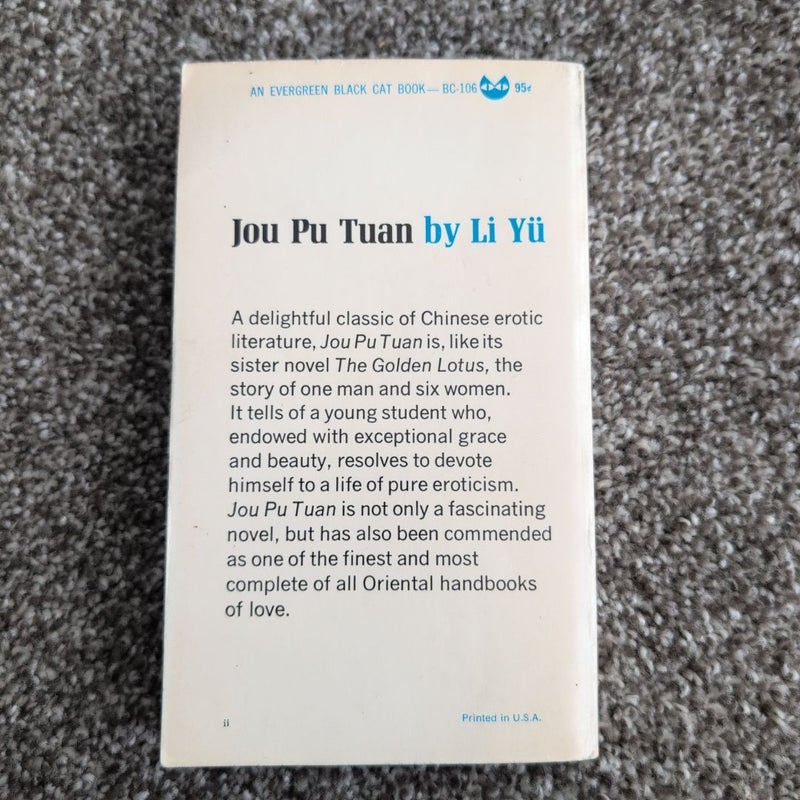 AN EVERGREEN BLACK CAT BOOK — BC-106 95¢
Jou Pu Tuan by Li Yü
A delightful classic of Chinese erotic
literature, Jou Pu Tuan is, like its
sister novel The Golden Lotus, the
story of one man and six women.
It tells of a young student who,
endowed with exceptional grace
and beauty, resolves to devote
himself to a life of pure eroticism.
Jou Pu Tuan is not only a fascinating
novel, but has also been commended
as one of the finest and most
complete of all Oriental handbooks
of love.
ii
Printed in U.S.A.